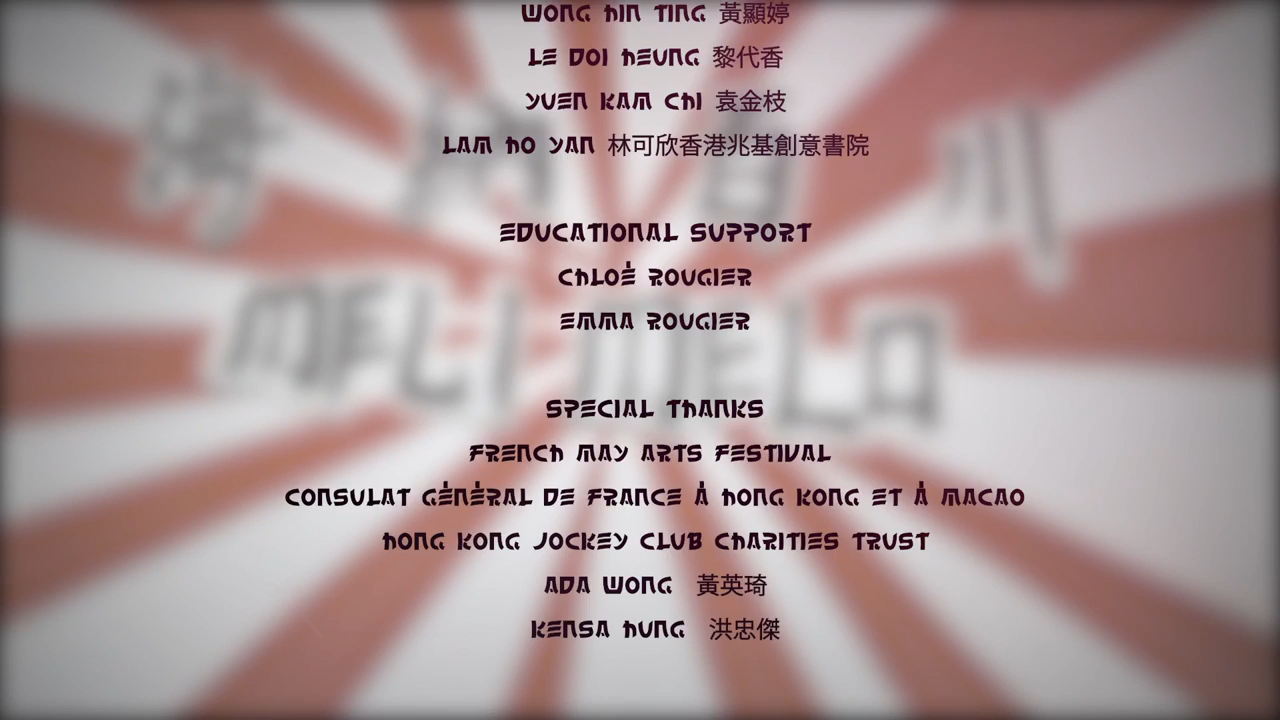 WONG HIN TING 黃顯婷
LE DOI HEUNG 黎代香
YUEN KAM CHI 袁金枝
LAM HO YAN 林可欣香港兆基創意書院
EDUCATIONAL SUPPORT
CHLOÉ ROUGIER
EMMA ROUGIER
SPECIAL THANKS
FRENCH MAY ARTS FESTIVAL
CONSULAT GÉNÉRAL DE FRANCE À HONG KONG ET À MACAO
HONG KONG JOCKEY CLUB CHARITIES TRUST
ADA WONG 黃英琦
KENSA HUNG 洪忠傑
MELI MELO